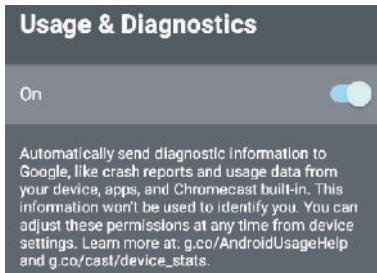 Usage & Diagnostics
On
Automatically send diagnostic information to
Google, like crash reports and usage data from
your device, apps, and Chromecast built-in. This
information won't be used to identify you. You can
adjust these permissions at any time from device
settings. Learn more at: g.co/AndroidUsageHelp
and g.co/cast/device_stats.